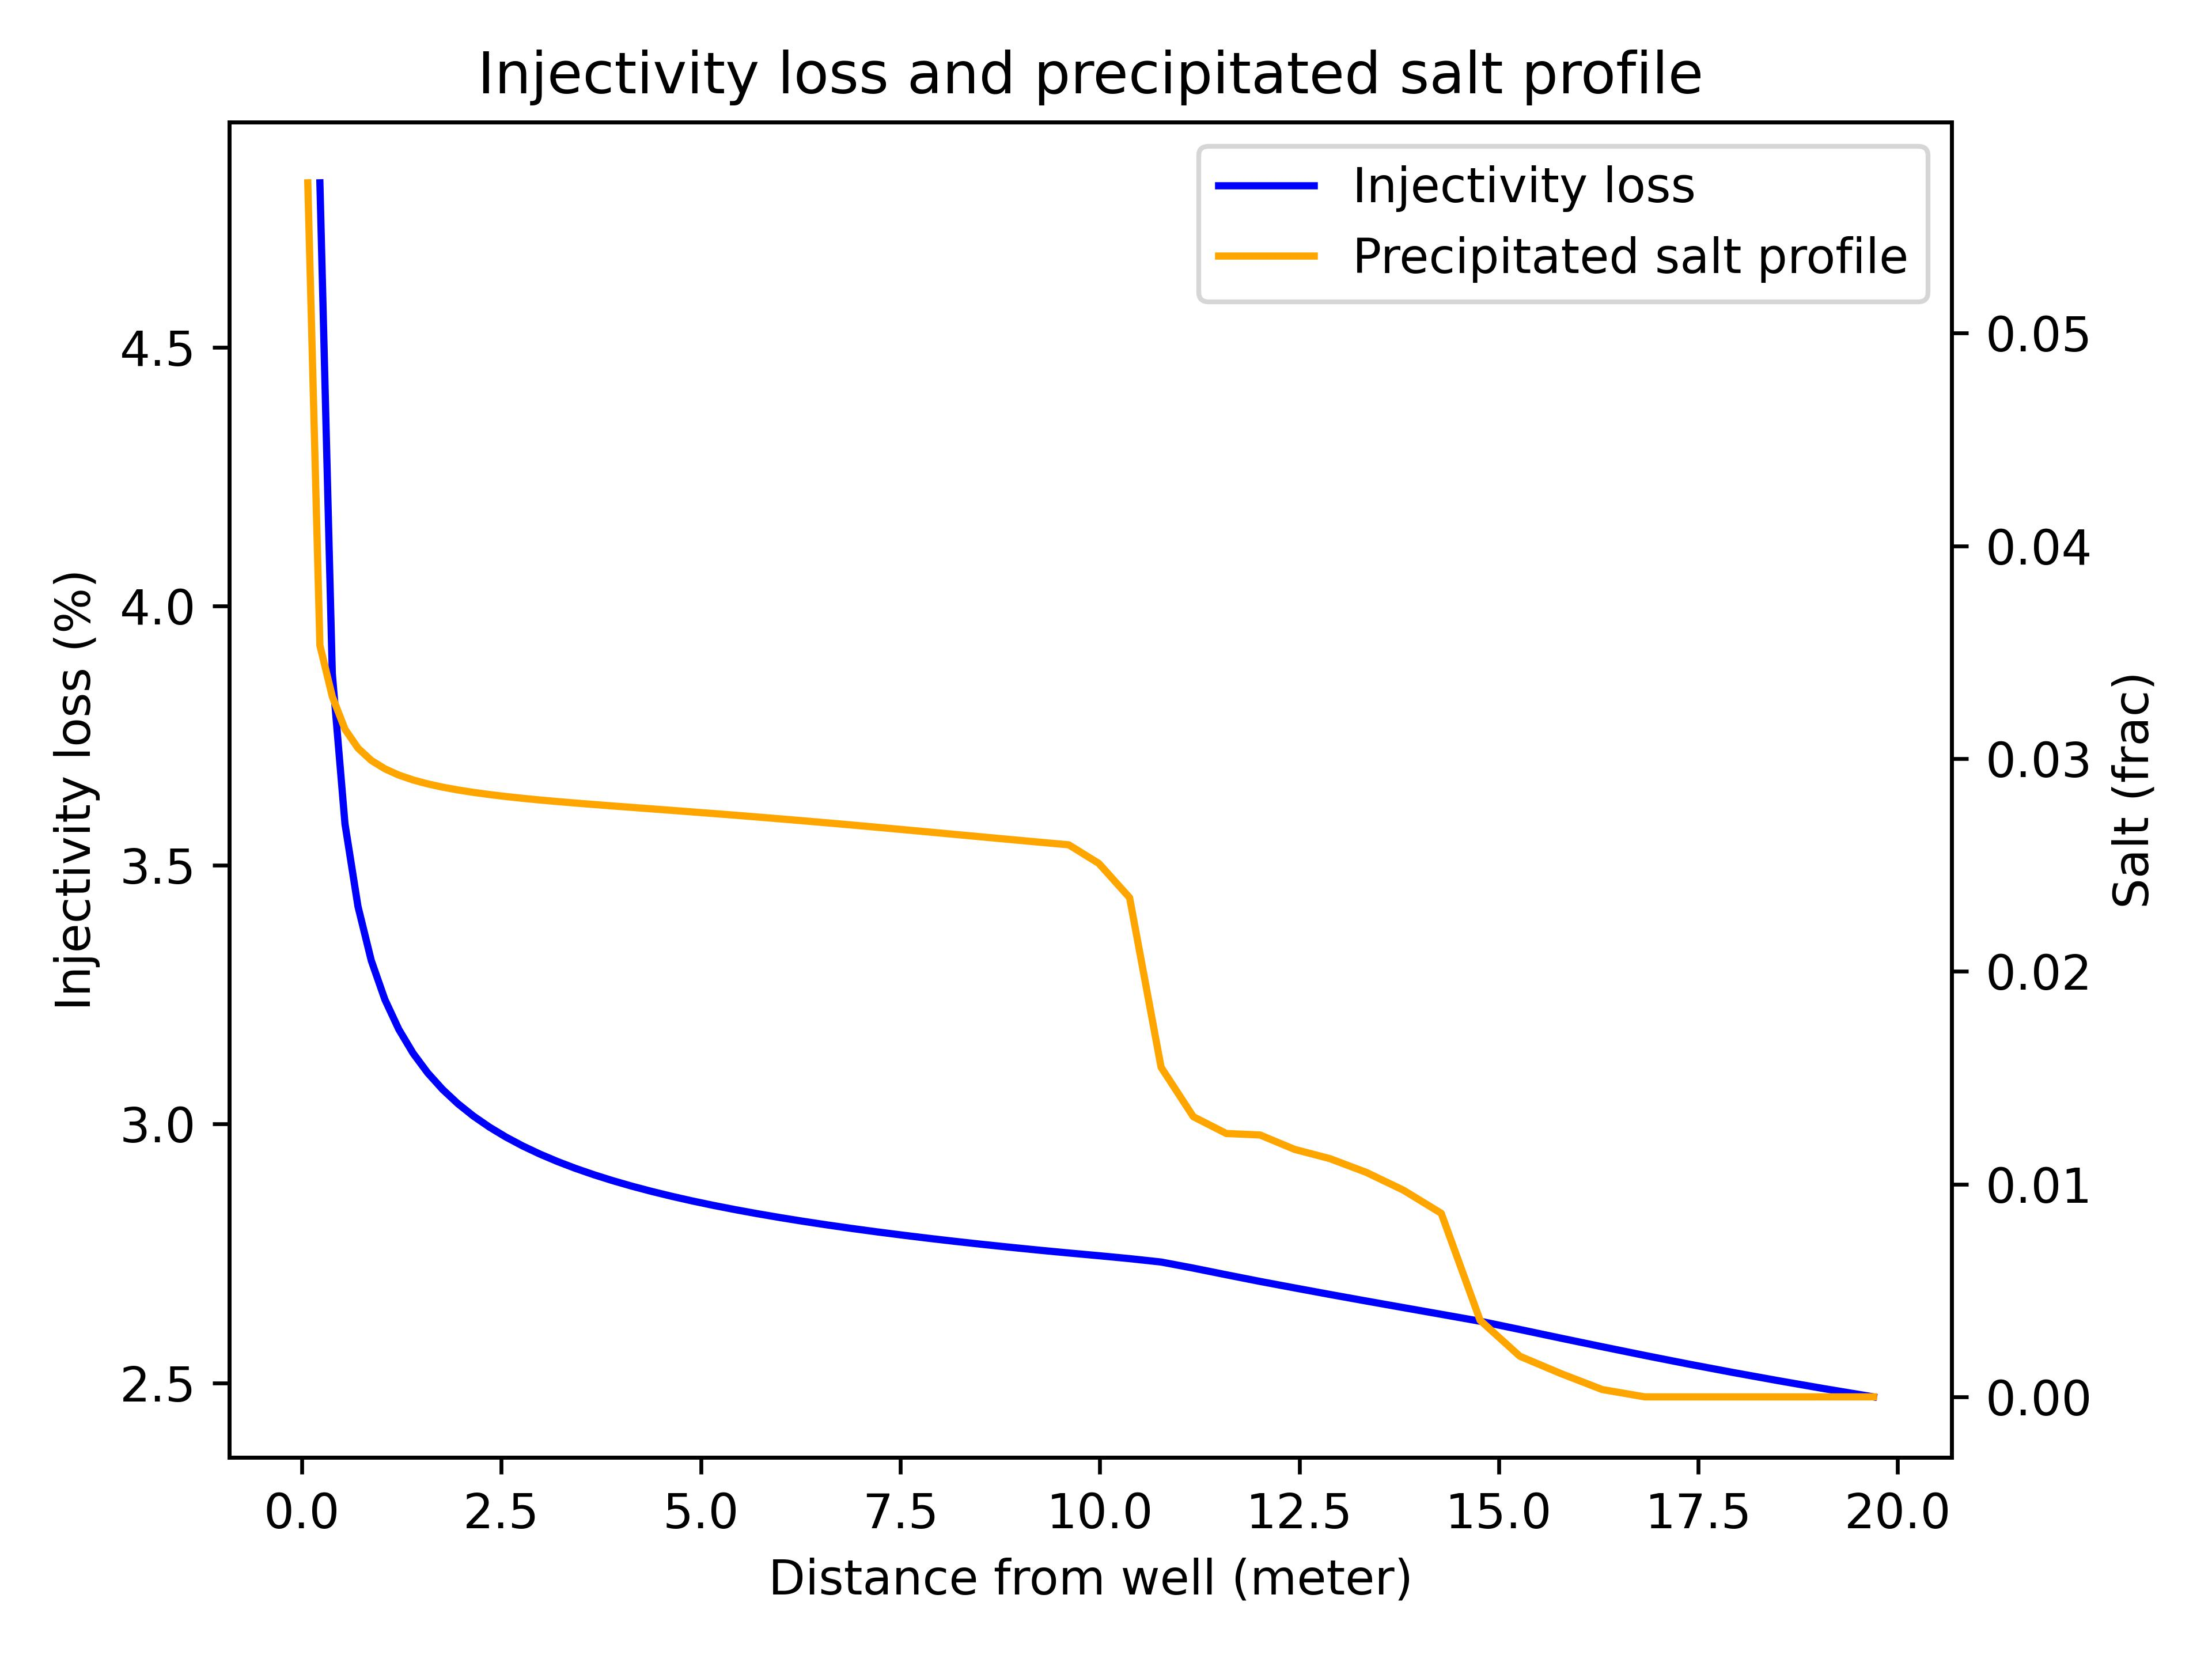 Injectivity loss and precipitated salt profile
Injectivity loss
Precipitated salt profile
4.5
4.0
3.5
3.0
2.5
Injectivity loss (%)
0.05
0.04
0.03
0.02
0.01
0.00
Salt (frac)
0.0 2.5 5.0 7.5 10.0 12.5 15.0 17.5 20.0
Distance from well (meter)